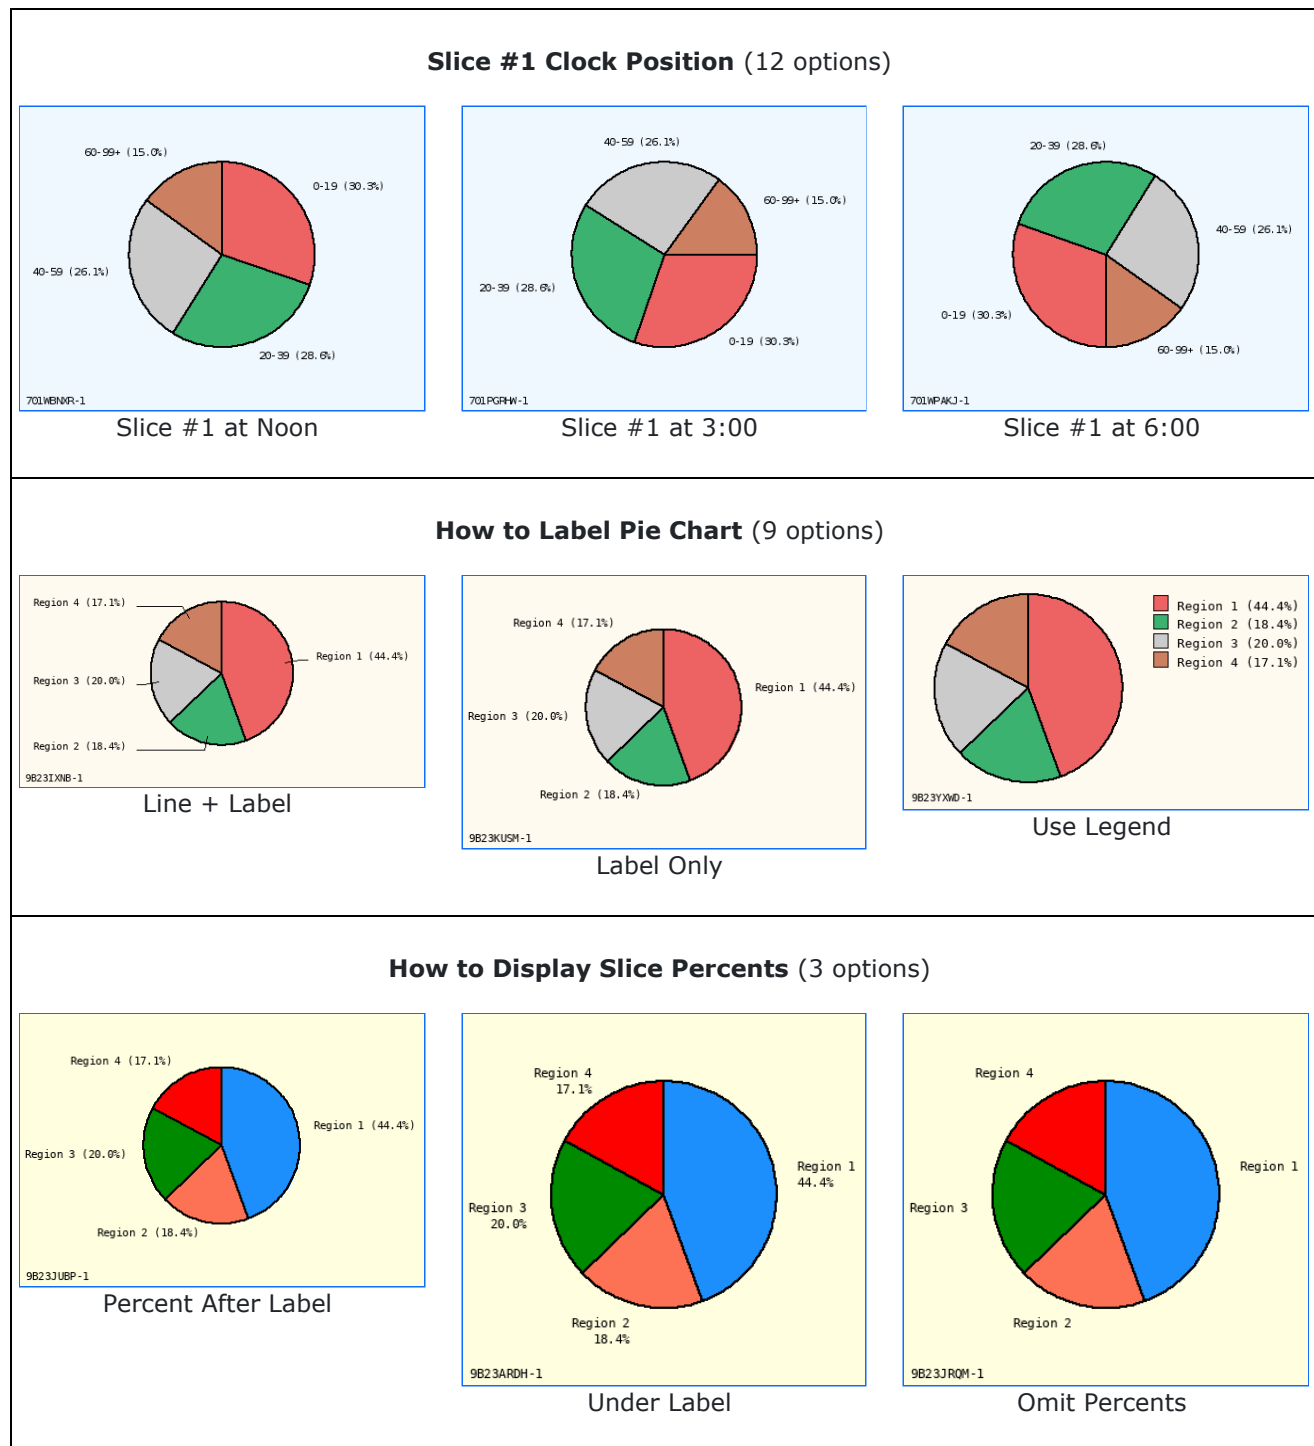 Slice #1 Clock Position (12 options)
60-99+ (15.0%)
0-19 (30.3%)
40-59 (26.1%)
20-39 (28.6%)
701WBNXR-1
Slice #1 at Noon
40-59 (26.1%)
60-99+ (15.0%)
20-39 (28.6%)
0-19 (30.3%)
701PGRHW-1
Slice #1 at 3:00
20-39 (28.6%)
40-59 (26.1%)
0-19 (30.3%)
60-99+ (15.0%)
701WPAKJ-1
Slice #1 at 6:00
How to Label Pie Chart (9 options)
Region 4 (17.1%)
Region 1 (44.4%)
Region 3 (20.0%)
Region 2 (18.4%)
9B23IXNB-1
Line + Label
Region 4 (17.1%)
Region 1 (44.4%)
Region 3 (20.0%)
Region 2 (18.4%)
9B23KUSM-1
Label Only
Region 1 (44.4%)
Region 2 (18.4%)
Region 3 (20.0%)
Region 4 (17.1%)
9B23YXWD-1
Use Legend
How to Display Slice Percents (3 options)
Region 4 (17.1%)
Region 1 (44.4%)
Region 3 (20.0%)
Region 2 (18.4%)
9B23JUBP-1
Percent After Label
Region 4
17.1%
Region 1
44.4%
Region 3
20.0%
Region 2
18.4%
9B23ARDH-1
Under Label
Region 4
Region 1
Region 3
Region 2
9B23JRQM-1
Omit Percents